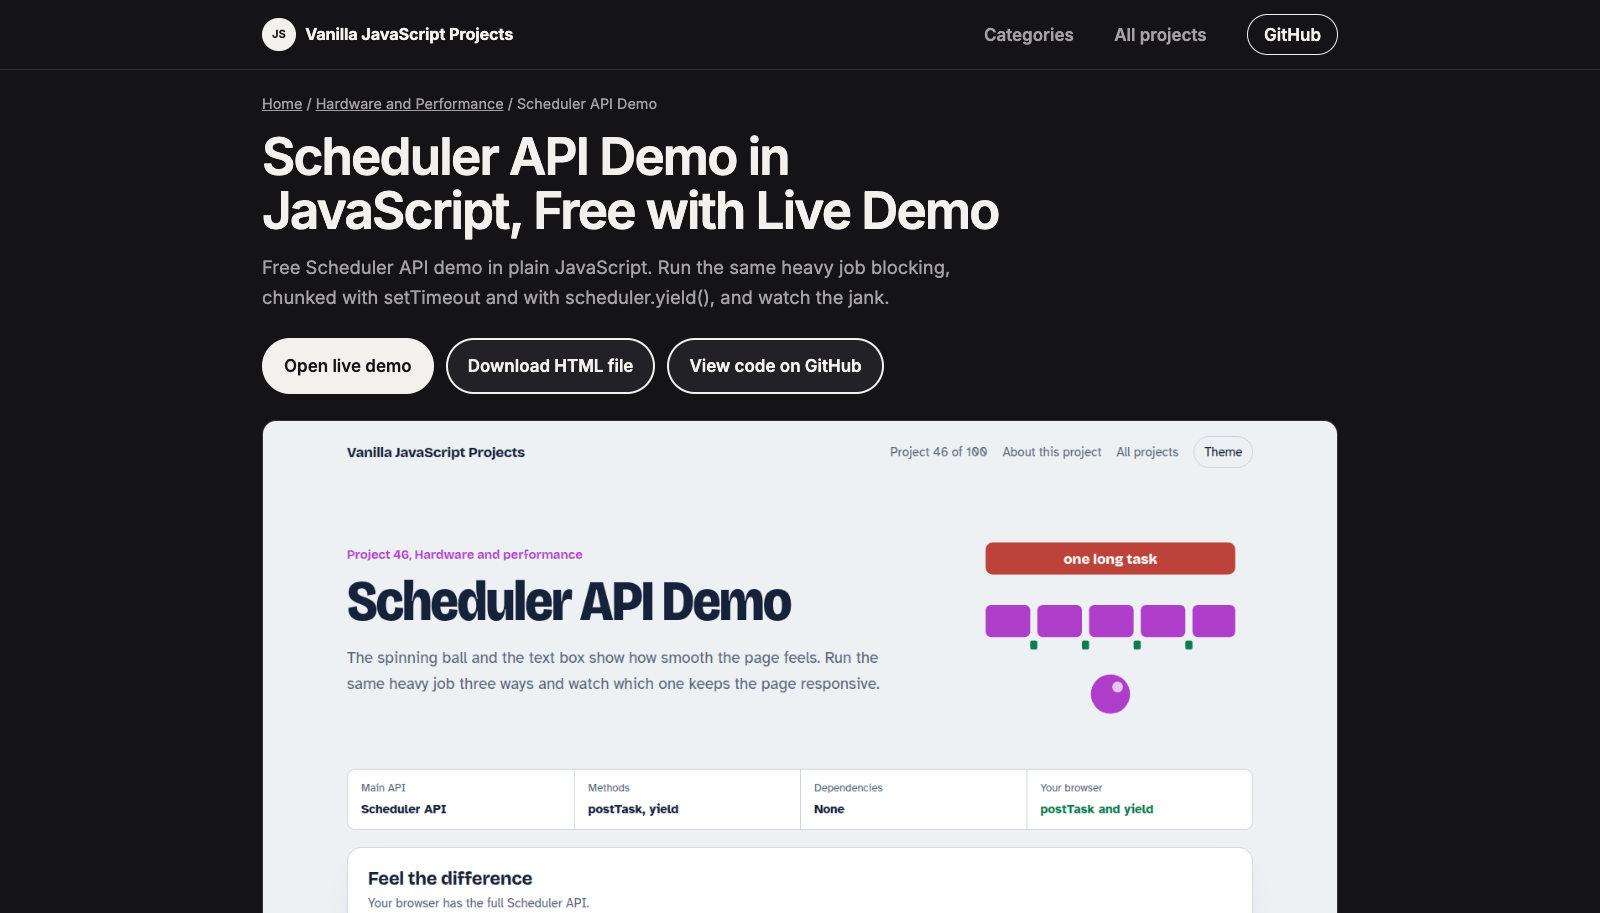 JS Vanilla JavaScript Projects Categories All projects GitHub
Home / Hardware and Performance / Scheduler API Demo
Scheduler API Demo in
JavaScript, Free with Live Demo
Free Scheduler API demo in plain JavaScript. Run the same heavy job blocking,
chunked with setTimeout and with scheduler.yield(), and watch the jank.
Open live demo Download HTML file View code on GitHub
Vanilla JavaScript Projects Project 46 of 100 About this project All projects Theme
Project 46, Hardware and performance
Scheduler API Demo
The spinning ball and the text box show how smooth the page feels. Run the
same heavy job three ways and watch which one keeps the page responsive.
one long task
Main API
Scheduler API
Methods
postTask, yield
Dependencies
None
Your browser
postTask and yield
Feel the difference
Your browser has the full Scheduler API.